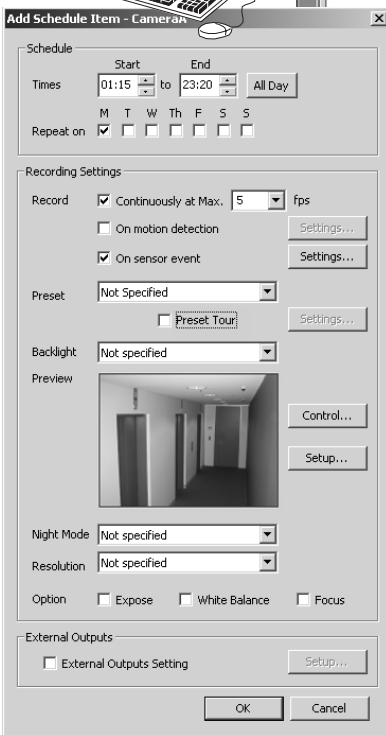 Add Schedule Item - CameraA
Schedule
Start End
Times 01:15 to 23:20 All Day
M T W Th F S S
Repeat on
Recording Settings
Record Continuously at Max. 5 fps
On motion detection Settings...
On sensor event Settings...
Preset Not Specified
Preset Tour Settings...
Backlight Not specified
Preview
Control...
Setup...
Night Mode Not specified
Resolution Not specified
Option Expose White Balance Focus
External Outputs
External Outputs Setting Setup...
OK Cancel